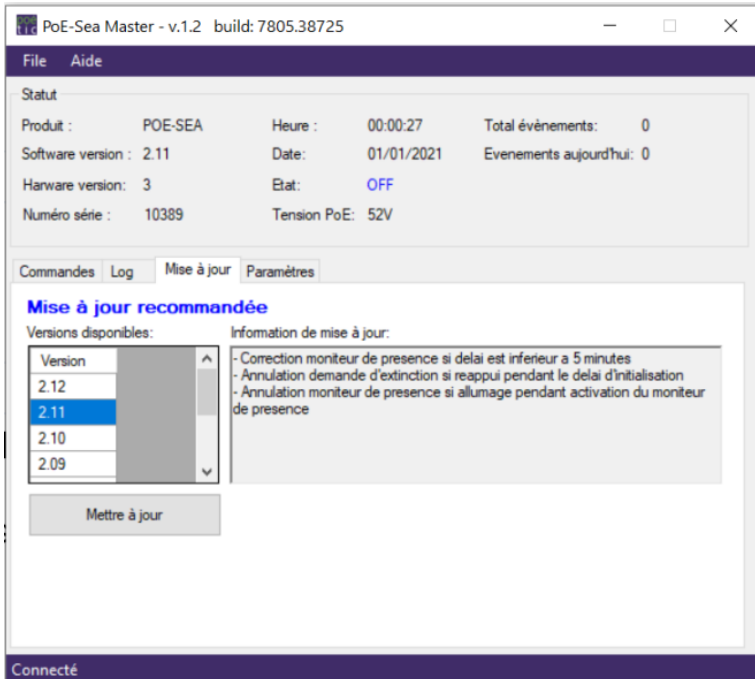 PoE-Sea Master - v.1.2 build: 7805.38725
File Aide
Statut
Produit : POE-SEA Heure : 00:00:27 Total évènements: 0
Software version : 2.11 Date: 01/01/2021 Evenements aujourd'hui: 0
Harware version: 3 Etat: OFF
Numéro série : 10389 Tension PoE: 52V
Commandes Log Mise à jour Paramètres
Mise à jour recommandée
Versions disponibles: Information de mise à jour:
Version
2.12
2.11
2.10
2.09
- Correction moniteur de presence si delai est inferieur a 5 minutes
- Annulation demande d'extinction si reappui pendant le delai d'initialisation
- Annulation moniteur de presence si allumage pendant activation du moniteur
de presence
Mettre à jour
Connecté